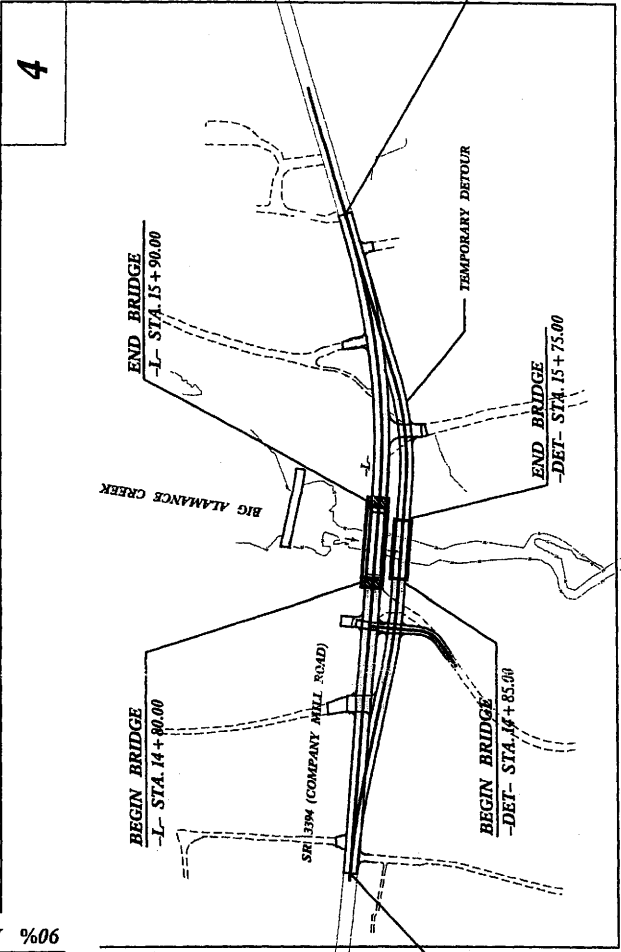 4
TEMPORARY DETOUR
END BRIDGE
-L- STA. 15 + 90.00
END BRIDGE
-DET- STA. 15 + 75.00
-L-
BIG ALAMANCE CREEK
BEGIN BRIDGE
-L- STA. 14 + 80.00
SR 3394 (COMPANY MILL ROAD)
BEGIN BRIDGE
-DET- STA. 14 + 85.00
90%